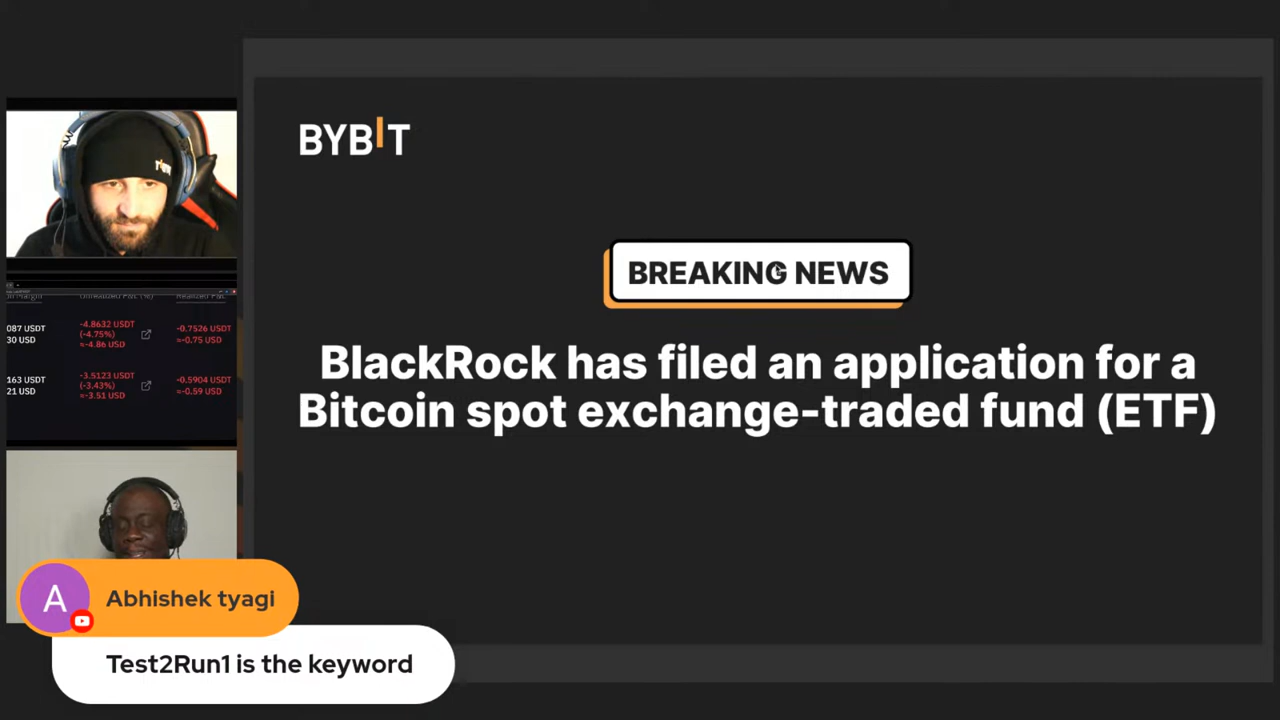 BYBIT
BREAKING NEWS
BlackRock has filed an application for a
Bitcoin spot exchange-traded fund (ETF)
087 USDT
-4.8632 USDT
-0.7526 USDT
30 USD
(-4.75%)
≈-0.75 USD
≈-4.86 USD
163 USDT
-3.5123 USDT
-0.5904 USDT
21 USD
(-3.43%)
≈-0.59 USD
≈-3.51 USD
A
Abhishek tyagi
Test2Run1 is the keyword